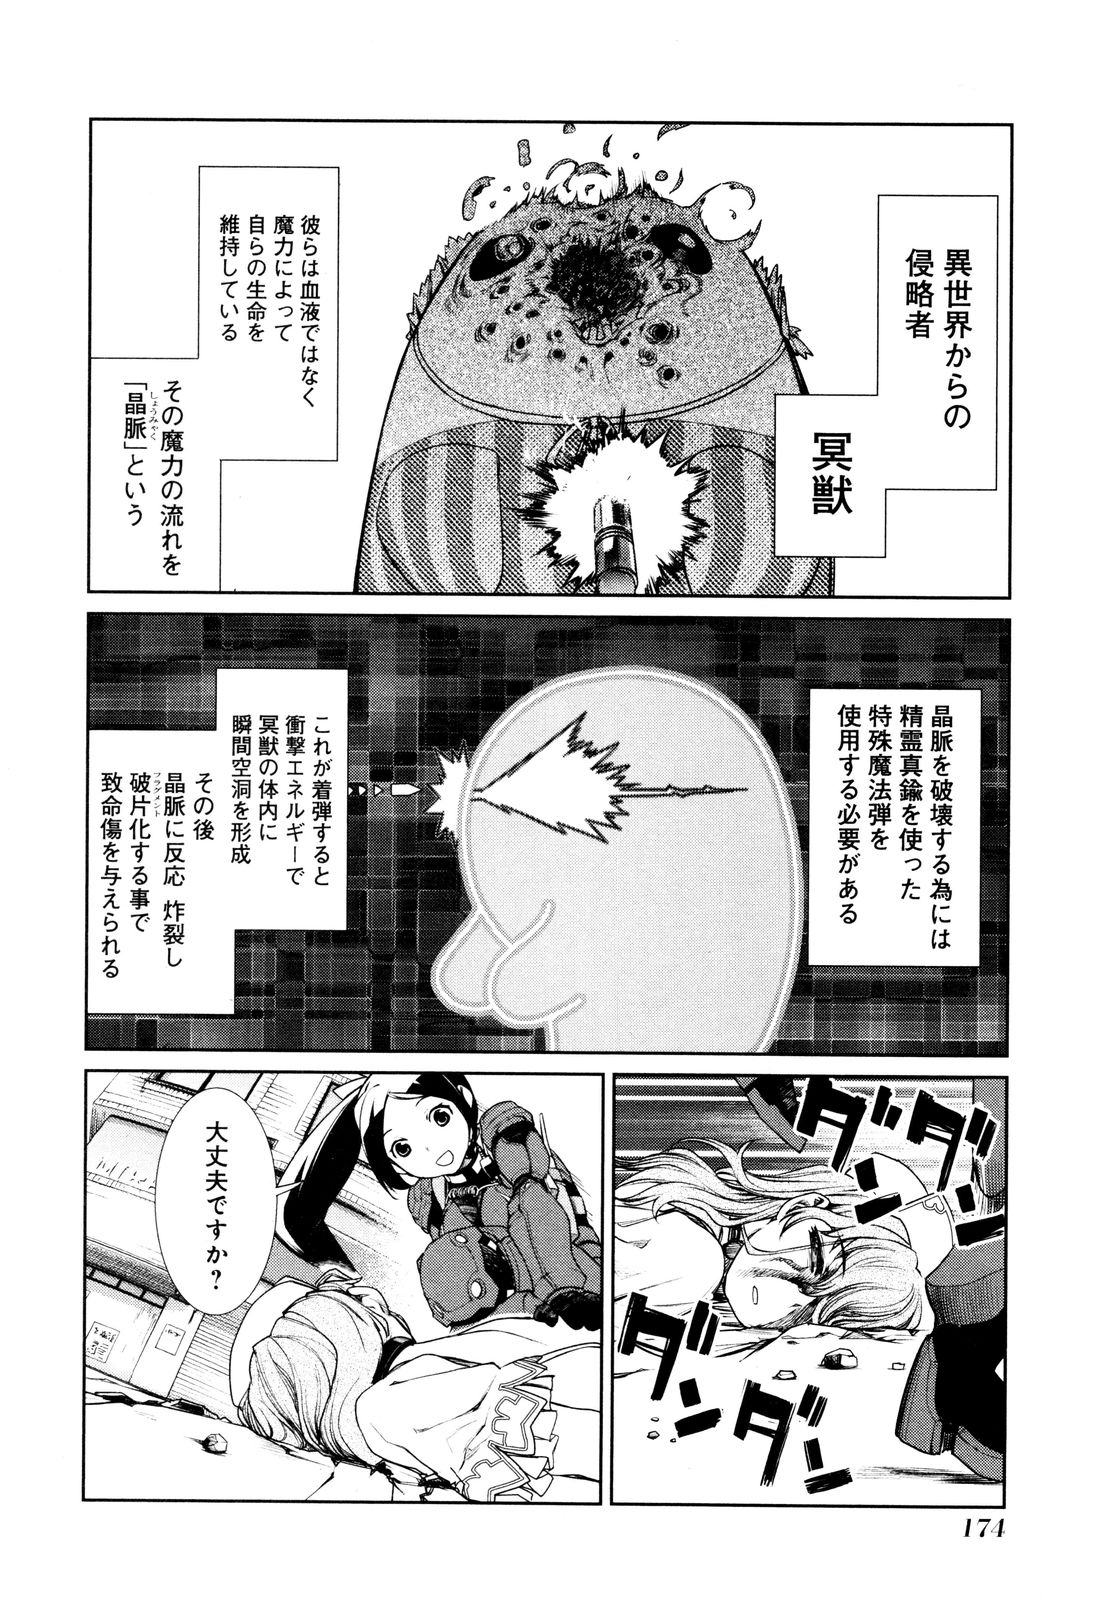 異世界からの
侵略者
冥獣
彼らは血液ではなく
魔力によって
自らの生命を
維持している
その魔力の流れを
「晶脈」という
しょうみゃく
晶脈を破壊する為には
精霊真鍮を使った
特殊魔法弾を
使用する必要がある
これが着弾すると
衝撃エネルギーで
冥獣の体内に
瞬間空洞を形成
その後
晶脈に反応 炸裂し
破片化する事で
フラグメント
致命傷を与えられる
ダン
ダン
ダン
ダン
大丈夫ですか?
174